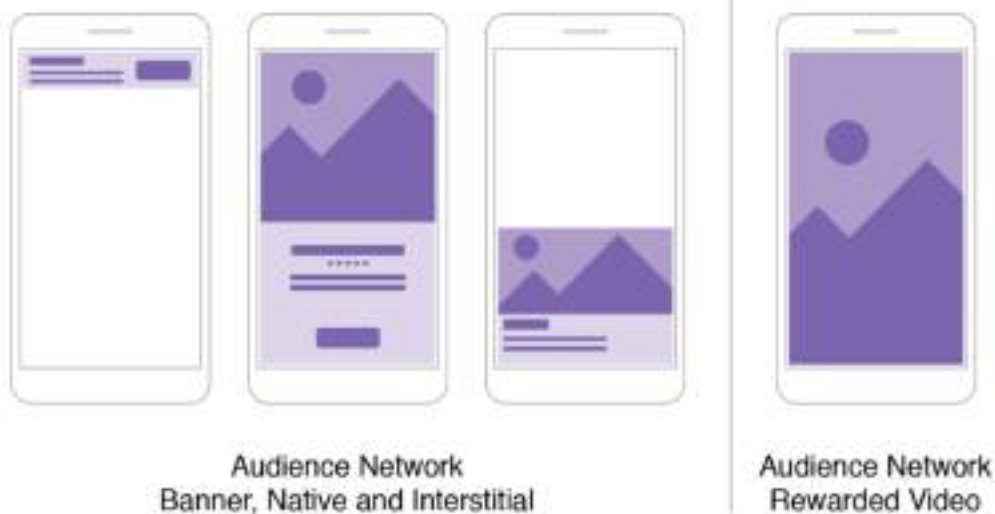 Audience Network
Banner, Native and Interstitial
Audience Network
Rewarded Video